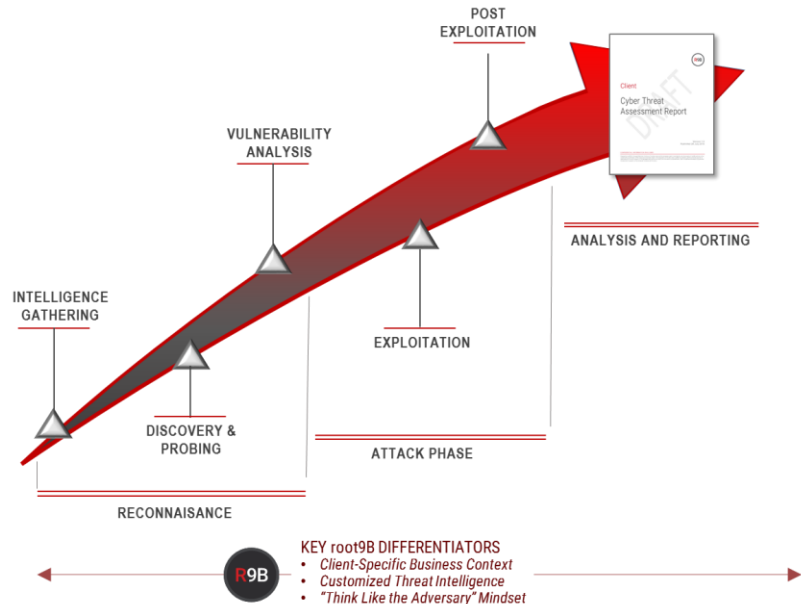 POST
EXPLOITATION
R9B
Client
Cyber Threat
Assessment Report
DRAFT
VULNERABILITY
ANALYSIS
ANALYSIS AND REPORTING
INTELLIGENCE
GATHERING
EXPLOITATION
DISCOVERY &
PROBING
ATTACK PHASE
RECONNAISANCE
R9B
KEY root9B DIFFERENTIATORS
• Client-Specific Business Context
• Customized Threat Intelligence
• "Think Like the Adversary" Mindset